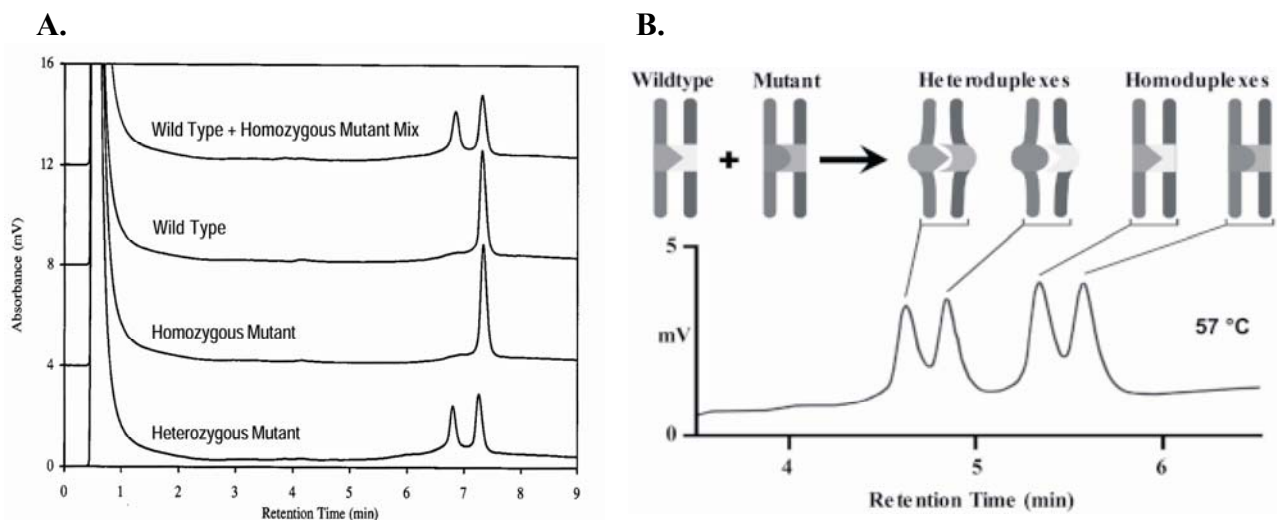 A.
16
12
8
4
0
Absorbance (mV)
Wild Type + Homozygous Mutant Mix
Wild Type
Homozygous Mutant
Heterozygous Mutant
0 1 2 3 4 5 6 7 8 9
Retention Time (min)
B.
Wildtype Mutant Heteroduplexes Homoduplexes
+
5
mV
0
57 °C
4 5 6
Retention Time (min)